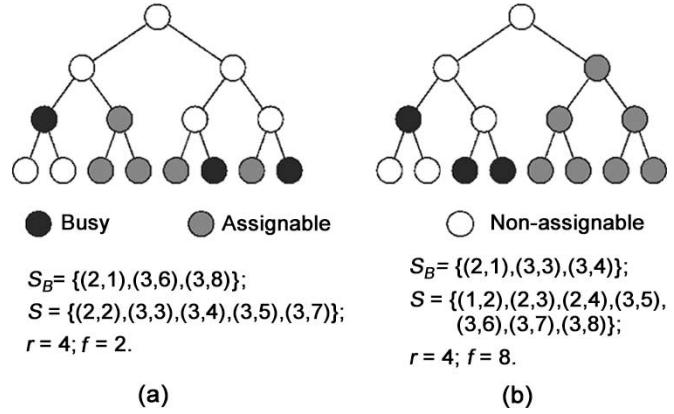 Busy
Assignable
Non-assignable
S_B = {(2,1),(3,6),(3,8)};
S = {(2,2),(3,3),(3,4),(3,5),(3,7)};
r = 4; f = 2.
(a)
S_B = {(2,1),(3,3),(3,4)};
S = {(1,2),(2,3),(2,4),(3,5),
(3,6),(3,7),(3,8)};
r = 4; f = 8.
(b)